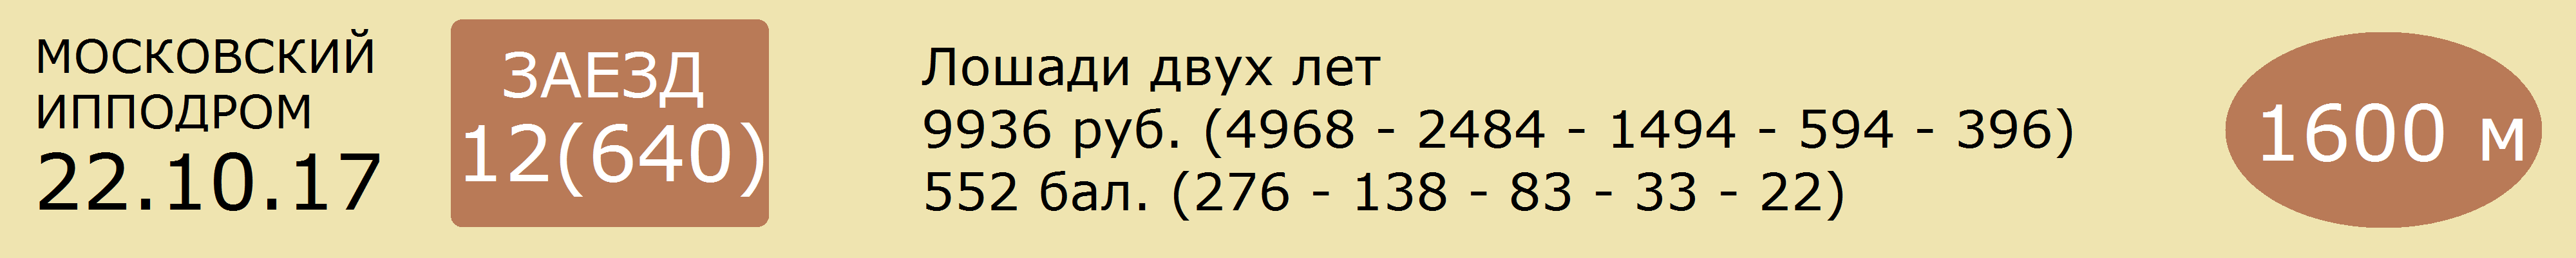 МОСКОВСКИЙ
ИППОДРОМ
22.10.17
ЗАЕЗД
12(640)
Лошади двух лет
9936 руб. (4968 - 2484 - 1494 - 594 - 396)
552 бал. (276 - 138 - 83 - 33 - 22)
1600 м